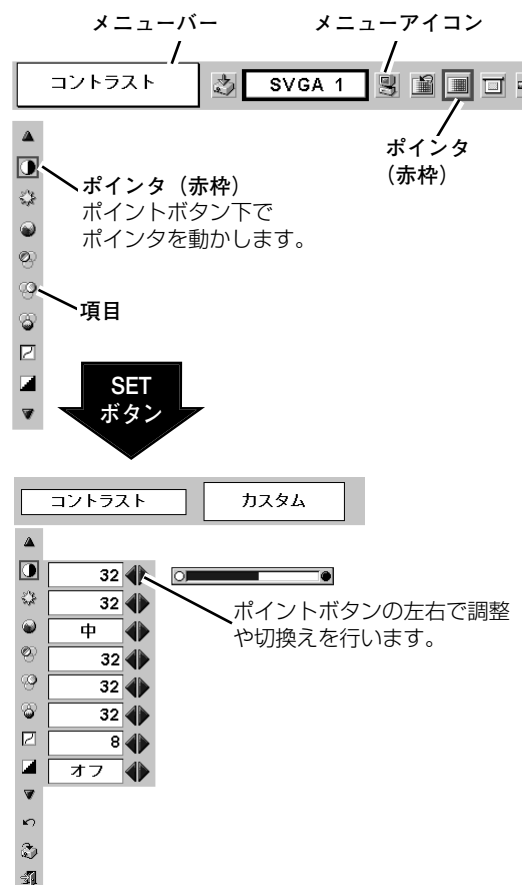 メニューバー
メニューアイコン
コントラスト
SVGA 1
ポインタ
(赤枠)
ポインタ（赤枠）
ポイントボタン下で
ポインタを動かします。
項目
SET
ボタン
コントラスト
カスタム
32
32
中
32
32
32
8
オフ
ポイントボタンの左右で調整
や切換えを行います。